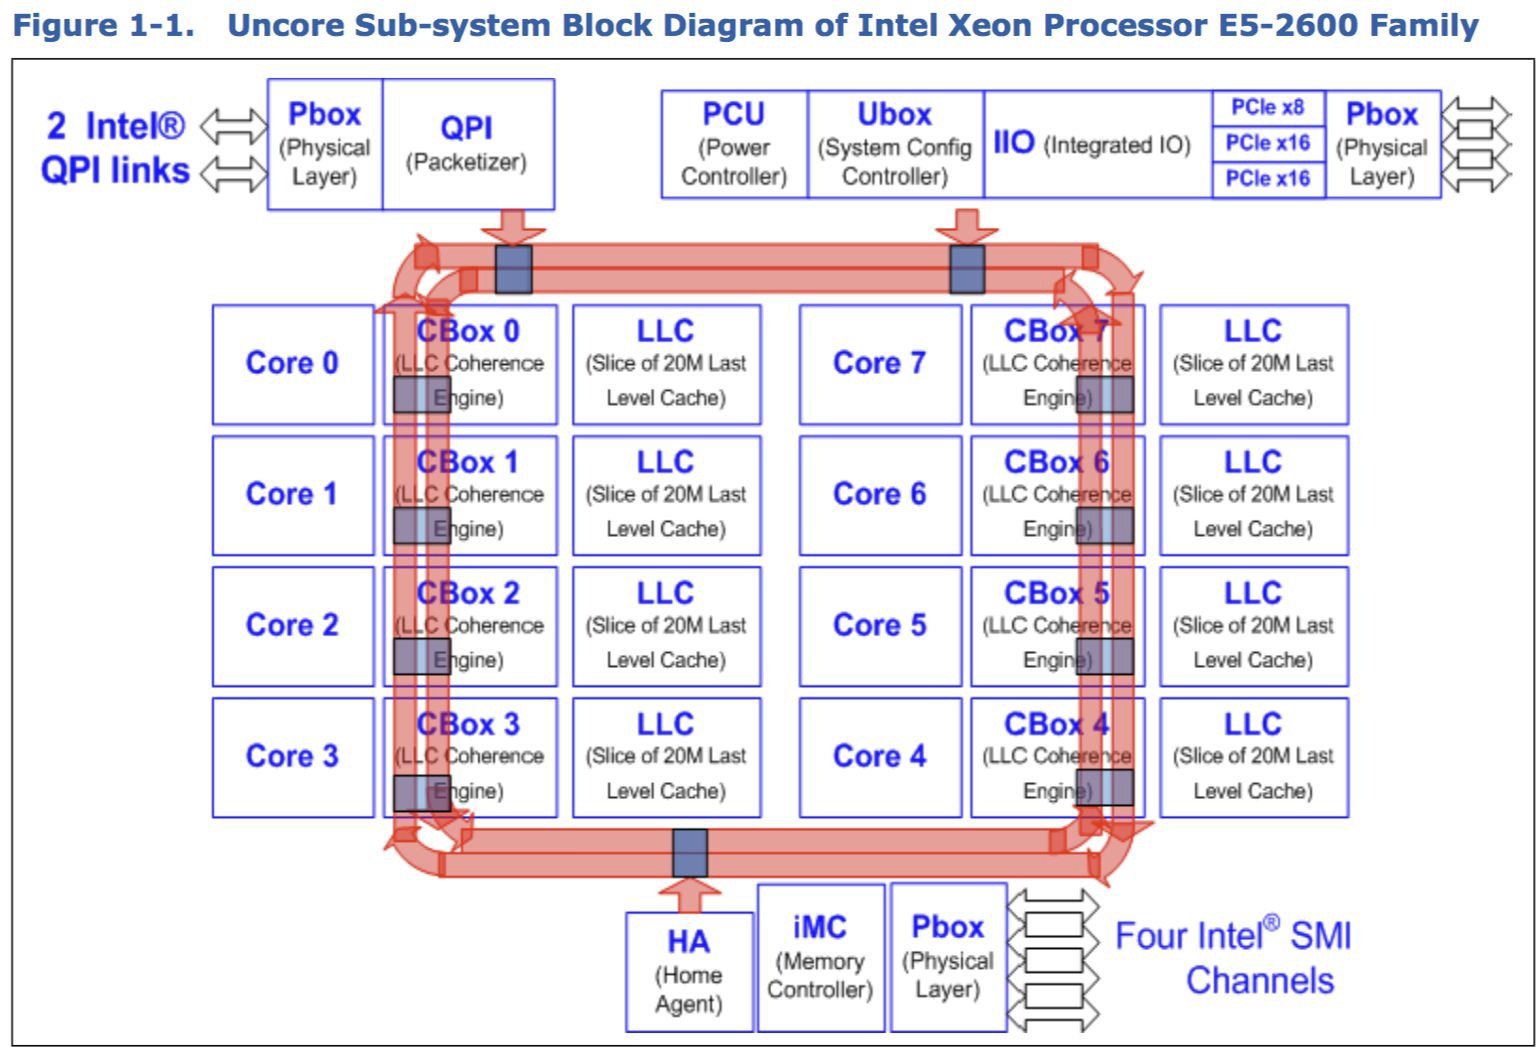 Figure 1-1. Uncore Sub-system Block Diagram of Intel Xeon Processor E5-2600 Family
2 Intel®
QPI links
Pbox
(Physical
Layer)
QPI
(Packetizer)
PCU
(Power
Controller)
Ubox
(System Config
Controller)
IIO (Integrated IO)
PCIe x8
PCIe x16
PCIe x16
Pbox
(Physical
Layer)
Core 0
CBox 0
(LLC Coherence
Engine)
LLC
(Slice of 20M Last
Level Cache)
Core 7
CBox 7
(LLC Coherence
Engine)
LLC
(Slice of 20M Last
Level Cache)
Core 1
CBox 1
(LLC Coherence
Engine)
LLC
(Slice of 20M Last
Level Cache)
Core 6
CBox 6
(LLC Coherence
Engine)
LLC
(Slice of 20M Last
Level Cache)
Core 2
CBox 2
(LLC Coherence
Engine)
LLC
(Slice of 20M Last
Level Cache)
Core 5
CBox 5
(LLC Coherence
Engine)
LLC
(Slice of 20M Last
Level Cache)
Core 3
CBox 3
(LLC Coherence
Engine)
LLC
(Slice of 20M Last
Level Cache)
Core 4
CBox 4
(LLC Coherence
Engine)
LLC
(Slice of 20M Last
Level Cache)
HA
(Home
Agent)
iMC
(Memory
Controller)
Pbox
(Physical
Layer)
Four Intel® SMI
Channels